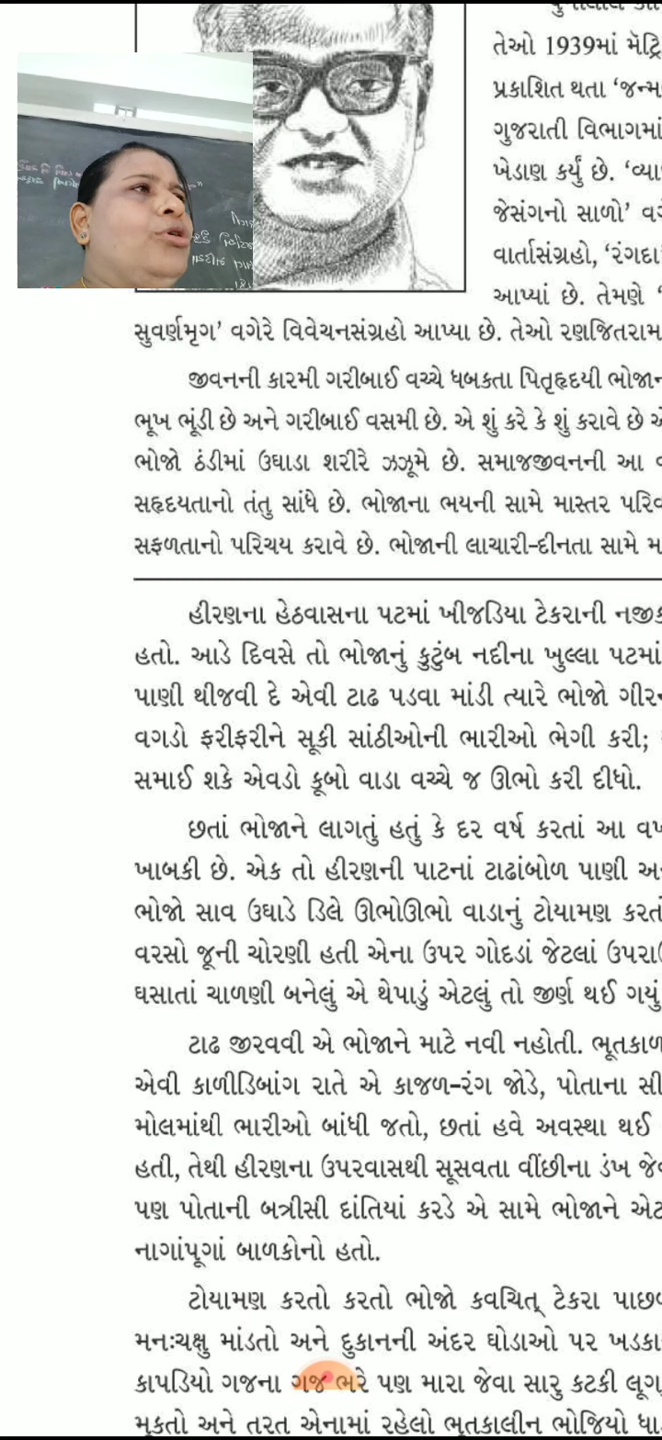 તેઓ 1939માં મૅટ્રિ
પ્રકાશિત થતા ‘જન્મ
ગુજરાતી વિભાગમાં
ખેડાણ કર્યું છે. ‘વ્યા
જેસંગનો સાળો’ વગે
વાર્તાસંગ્રહો, ‘રંગદા
આપ્યાં છે. તેમણે ‘
સુવર્ણમૃગ’ વગેરે વિવેચનસંગ્રહો આપ્યા છે. તેઓ રણજિતરામ
જીવનની કારમી ગરીબાઈ વચ્ચે ધબકતા પિતૃહૃદયી ભોજાન
ભૂખ ભૂંડી છે અને ગરીબાઈ વસમી છે. એ શું કરે કે શું કરાવે છે એ
ભોજો ઠંડીમાં ઉઘાડા શરીરે ઝઝૂમે છે. સમાજજીવનની આ વ
સહૃદયતાનો તંતુ સાંધે છે. ભોજાના ભયની સામે માસ્તર પરિવ
સફળતાનો પરિચય કરાવે છે. ભોજાની લાચારી-દીનતા સામે મ
હીરણના હેઠવાસના પટમાં ખીજડિયા ટેકરાની નજીક
હતો. આડે દિવસે તો ભોજાનું કુટુંબ નદીના ખુલ્લા પટમાં
પાણી થીજવી દે એવી ટાઢ પડવા માંડી ત્યારે ભોજો ગીરન
વગડો ફરીફરીને સૂકી સાંઠીઓની ભારીઓ ભેગી કરી;
સમાઈ શકે એવડો કૂબો વાડા વચ્ચે જ ઊભો કરી દીધો.
છતાં ભોજાને લાગતું હતું કે દર વર્ષ કરતાં આ વખ
ખાબકી છે. એક તો હીરણની પાટનાં ટાઢાંબોળ પાણી અન
ભોજો સાવ ઉઘાડે ડિલે ઊભોઊભો વાડાનું ટોયામણ કરતો
વરસો જૂની ચોરણી હતી એના ઉપર ગોદડાં જેટલાં ઉપરાઉ
ઘસાતાં ચાળણી બનેલું એ થેપાડું એટલું તો જીર્ણ થઈ ગયું
ટાઢ જીરવવી એ ભોજાને માટે નવી નહોતી. ભૂતકાળ
એવી કાળીડિબાંગ રાતે એ કાજળ-રંગ જોડે, પોતાના સી
મોલમાંથી ભારીઓ બાંધી જતો, છતાં હવે અવસ્થા થઈ
હતી, તેથી હીરણના ઉપરવાસથી સૂસવતા વીંછીના ડંખ જેવ
પણ પોતાની બત્રીસી દાંતિયાં કરડે એ સામે ભોજાને એટ
નાગાંપૂગાં બાળકોનો હતો.
ટોયામણ કરતો કરતો ભોજો કવચિત્ ટેકરા પાછળ
મનઃચક્ષુ માંડતો અને દુકાનની અંદર ઘોડાઓ પર ખડકા
કાપડિયો ગજના ગજ ભરે પણ મારા જેવા સારુ કટકી લૂગ
મૂકતો અને તરત એનામાં રહેલો ભૂતકાલીન ભોજિયો ધા